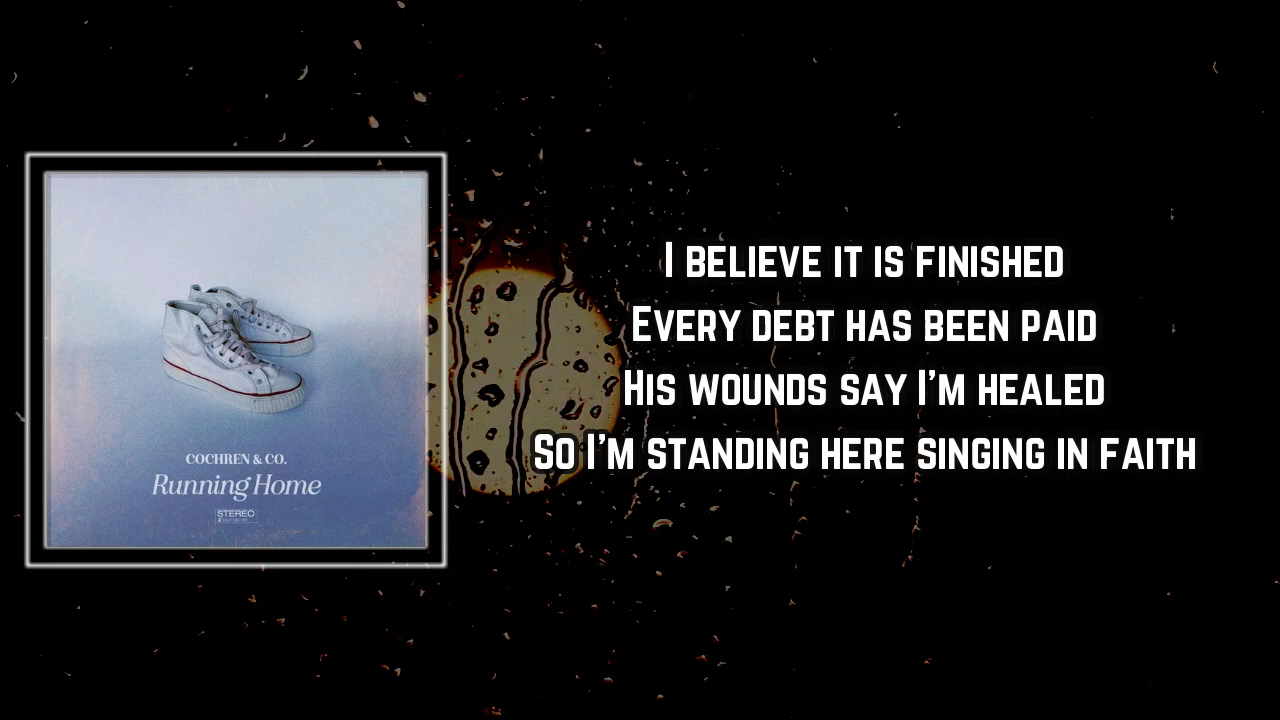 COCHREN & CO.
Running Home
STEREO
I BELIEVE IT IS FINISHED
EVERY DEBT HAS BEEN PAID
HIS WOUNDS SAY I'M HEALED
SO I'M STANDING HERE SINGING IN FAITH